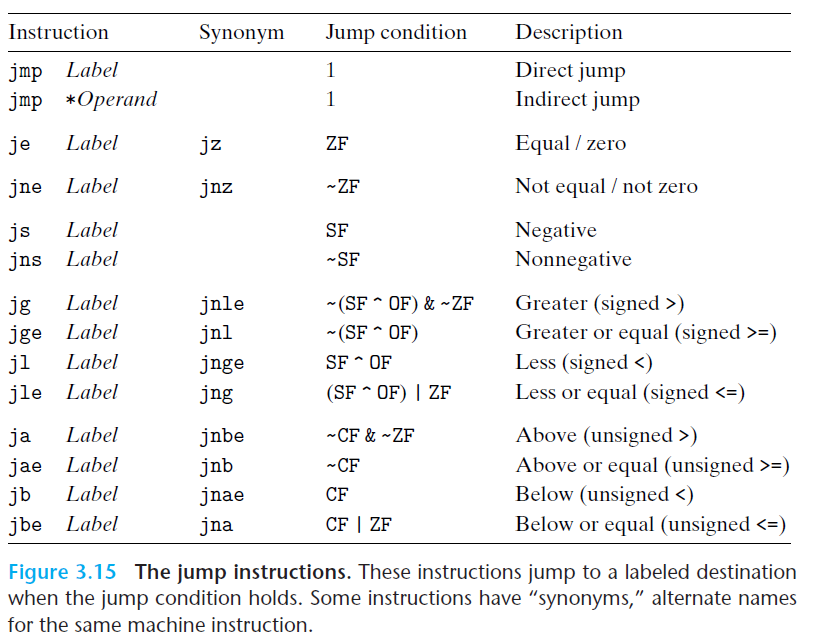 Instruction Synonym Jump condition Description
jmp Label 1 Direct jump
jmp *Operand 1 Indirect jump
je Label jz ZF Equal / zero
jne Label jnz ~ZF Not equal / not zero
js Label SF Negative
jns Label ~SF Nonnegative
jg Label jnle ~(SF ^ OF) & ~ZF Greater (signed >)
jge Label jnl ~(SF ^ OF) Greater or equal (signed >=)
jl Label jnge SF ^ OF Less (signed <)
jle Label jng (SF ^ OF) | ZF Less or equal (signed <=)
ja Label jnbe ~CF & ~ZF Above (unsigned >)
jae Label jnb ~CF Above or equal (unsigned >=)
jb Label jnae CF Below (unsigned <)
jbe Label jna CF | ZF Below or equal (unsigned <=)
Figure 3.15 The jump instructions. These instructions jump to a labeled destination
when the jump condition holds. Some instructions have “synonyms,” alternate names
for the same machine instruction.